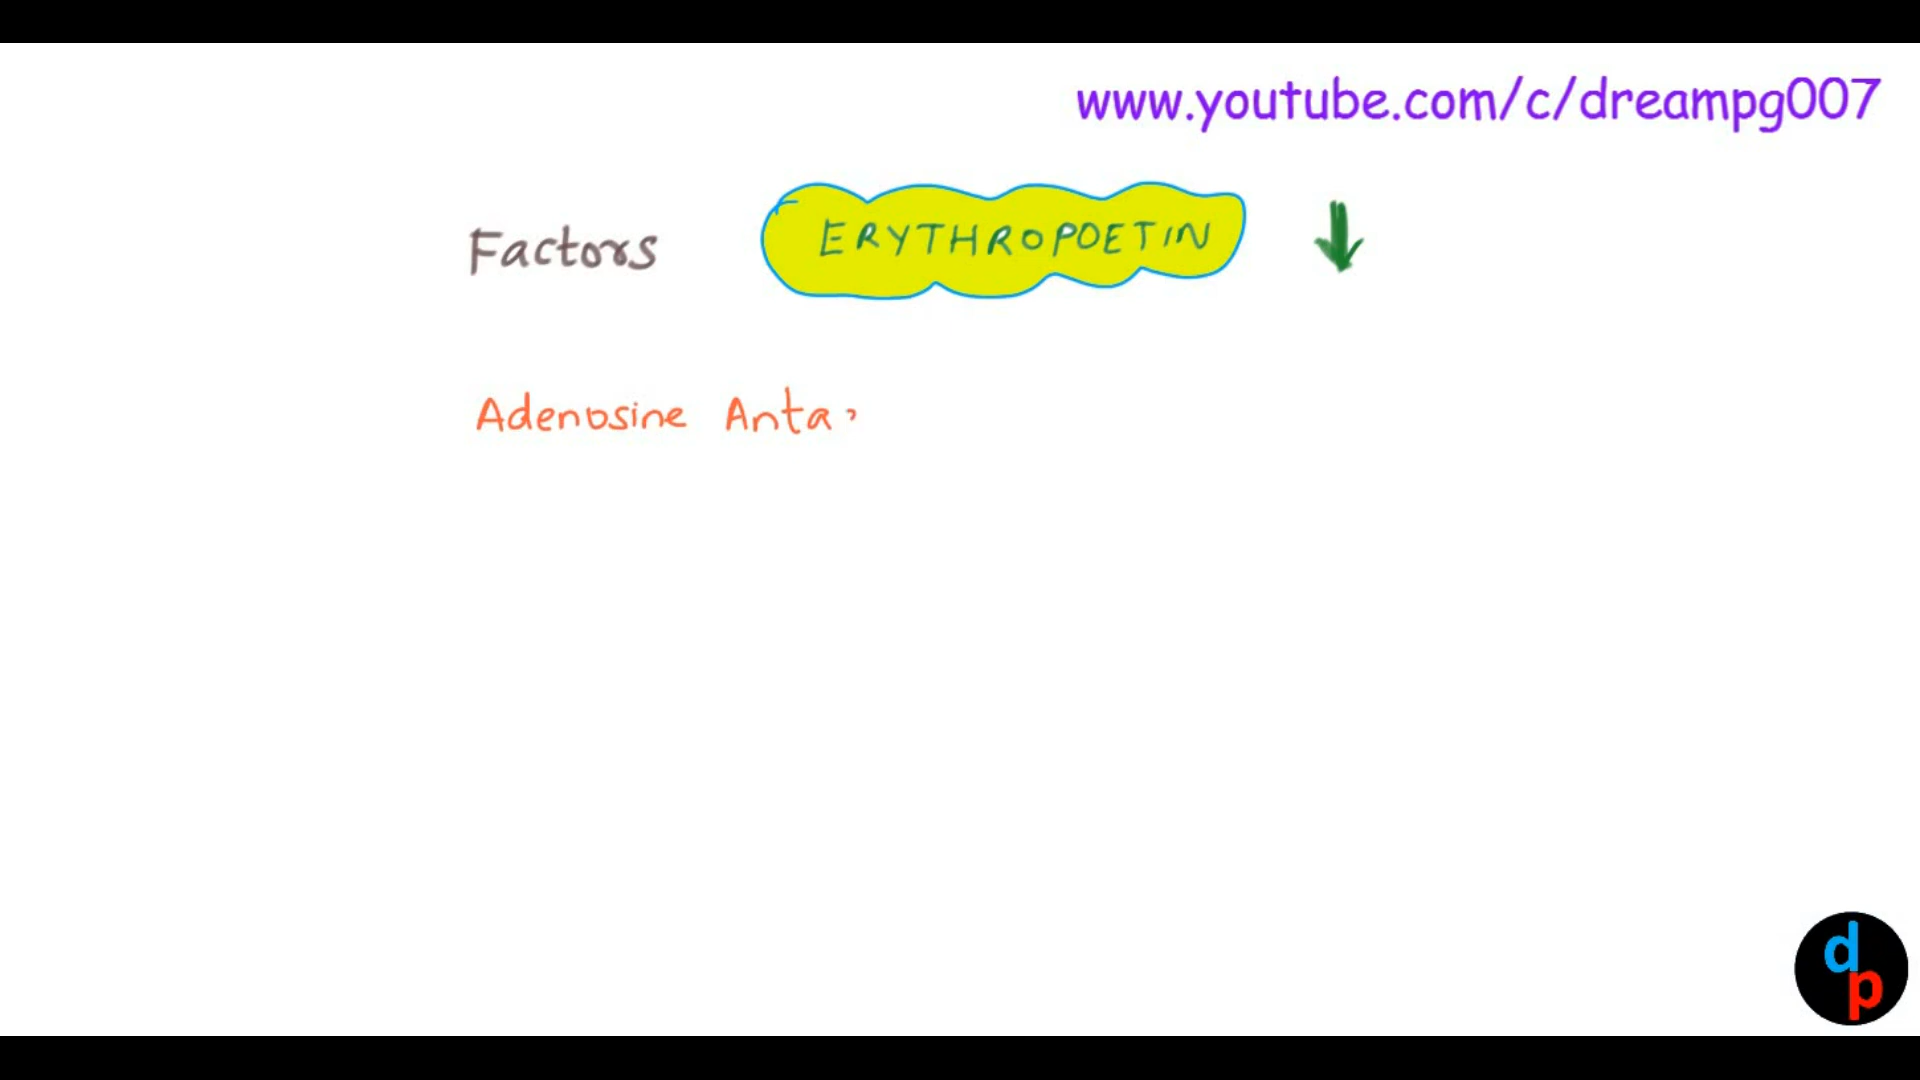 www.youtube.com/c/dreampg007
Factors ERYTHROPOETIN
Adenosine Anta
dp